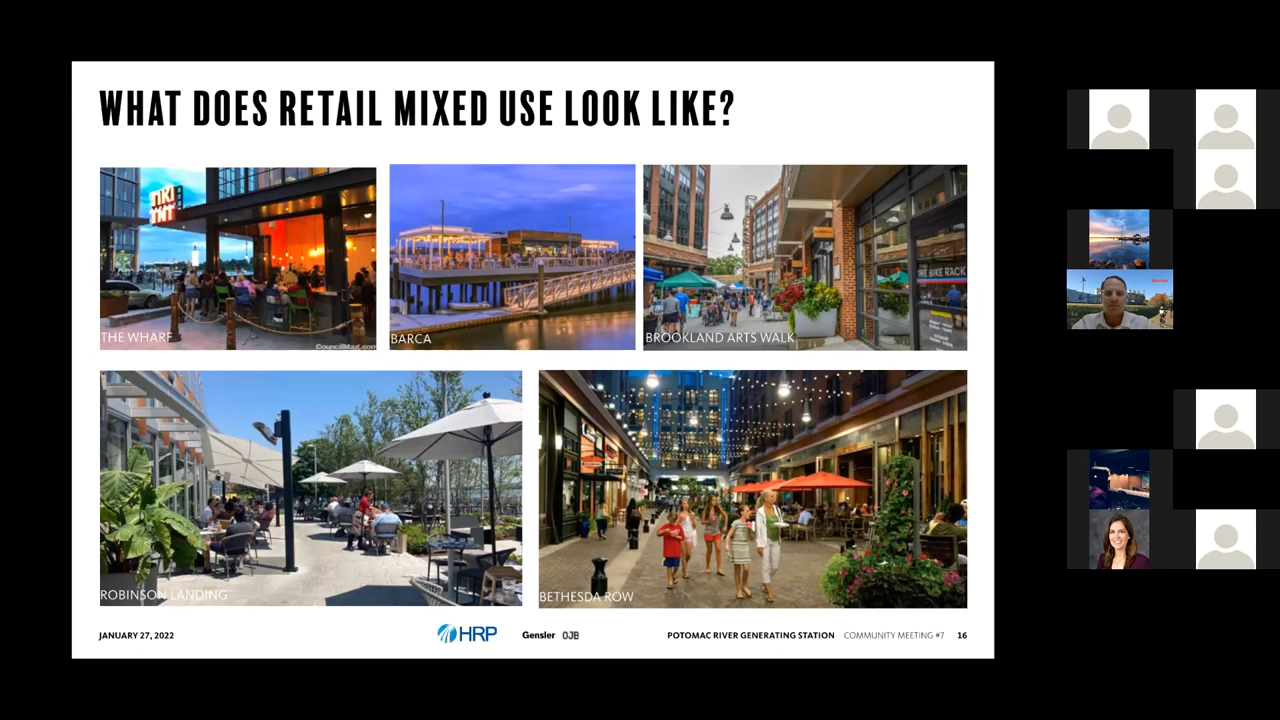 WHAT DOES RETAIL MIXED USE LOOK LIKE?
TIKI
TNT
THE WHARF
CouncilMag.com
BARCA
THE BIKE RACK
BROOKLAND ARTS WALK
ROBINSON LANDING
BETHESDA ROW
JANUARY 27, 2022
HRP
Gensler
OJB
POTOMAC RIVER GENERATING STATION COMMUNITY MEETING #7 16